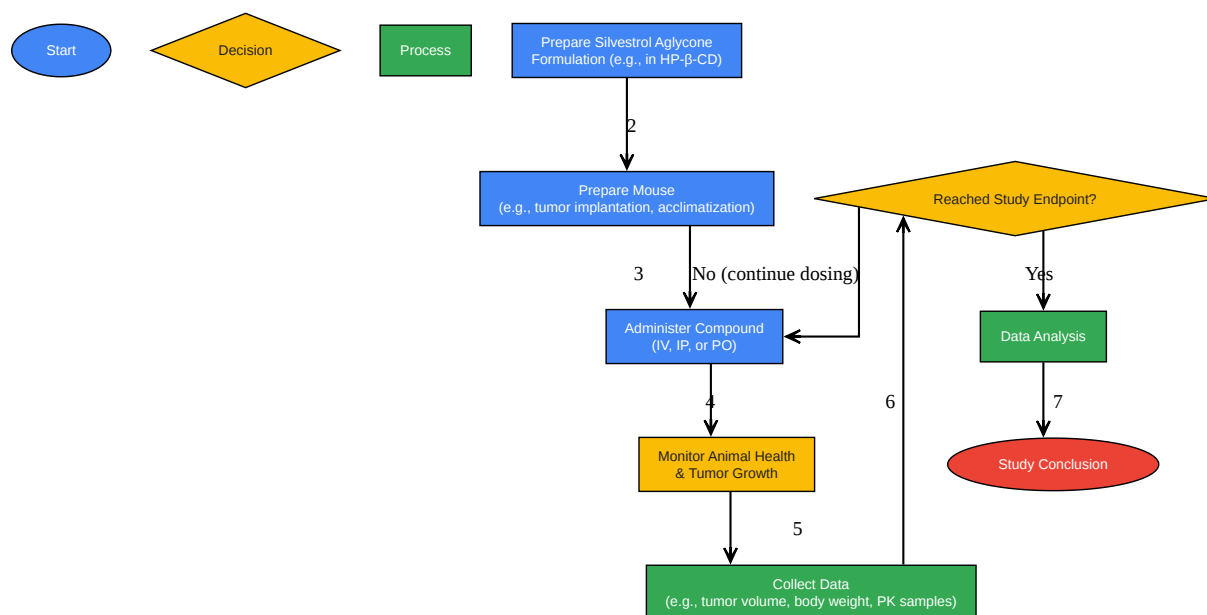 Start
Decision
Process
Prepare Silvestrol Aglycone
Formulation (e.g., in HP-β-CD)
2
Prepare Mouse
(e.g., tumor implantation, acclimatization)
Reached Study Endpoint?
3
No (continue dosing)
Yes
Administer Compound
(IV, IP, or PO)
Data Analysis
4
6
7
Monitor Animal Health
& Tumor Growth
Study Conclusion
5
Collect Data
(e.g., tumor volume, body weight, PK samples)